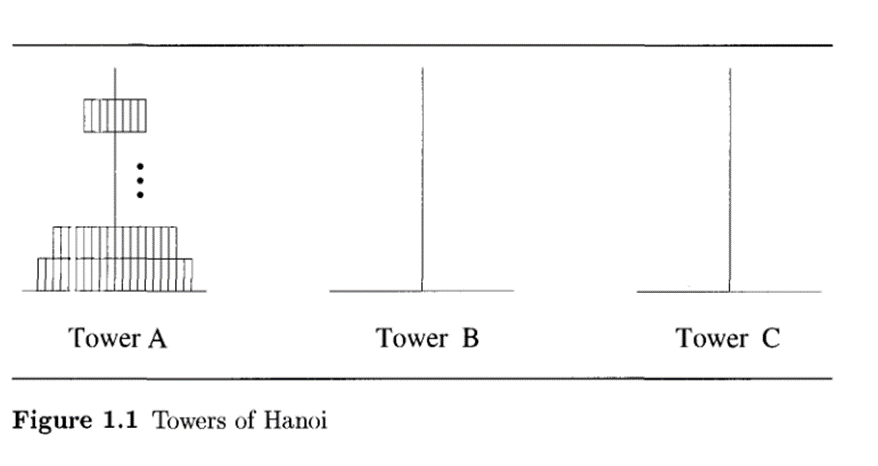 Tower A
Tower B
Tower C
Figure 1.1 Towers of Hanoi